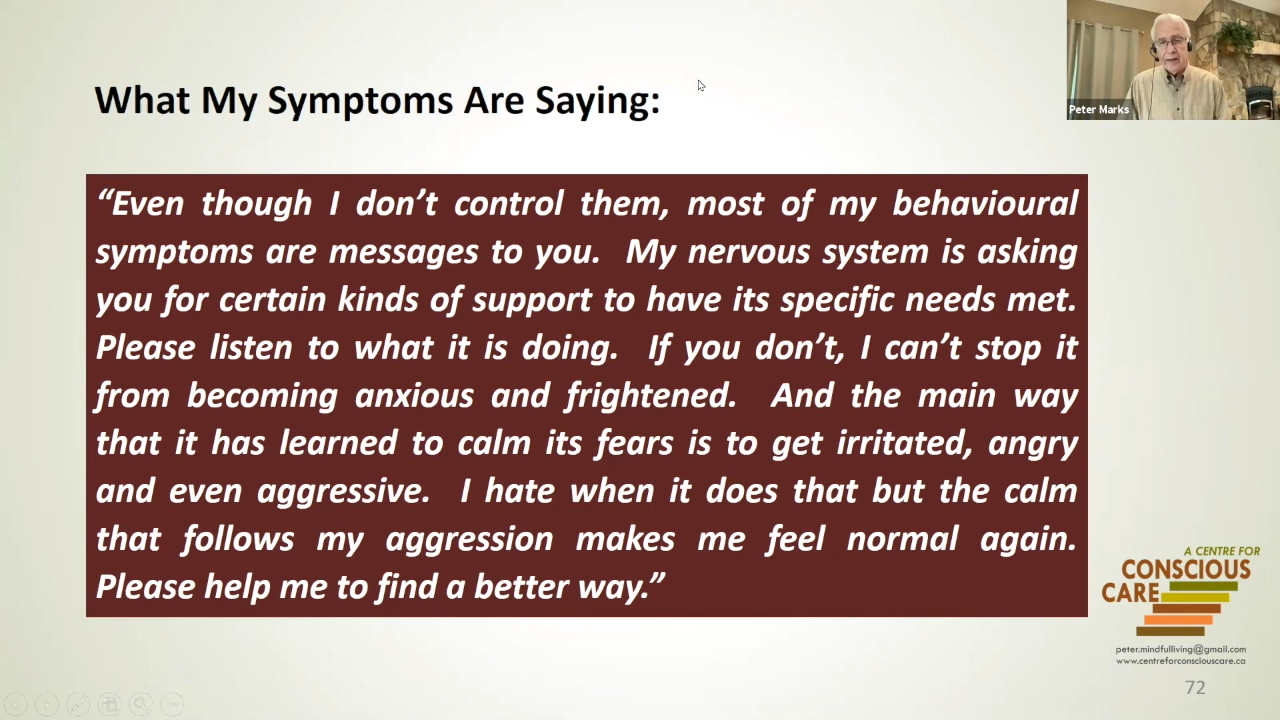 Peter Marks
What My Symptoms Are Saying:
“Even though I don’t control them, most of my behavioural
symptoms are messages to you. My nervous system is asking
you for certain kinds of support to have its specific needs met.
Please listen to what it is doing. If you don’t, I can’t stop it
from becoming anxious and frightened. And the main way
that it has learned to calm its fears is to get irritated, angry
and even aggressive. I hate when it does that but the calm
that follows my aggression makes me feel normal again.
Please help me to find a better way.”
A CENTRE FOR
CONSCIOUS
CARE
peter.mindfulliving@gmail.com
www.centreforconsciouscare.ca
72